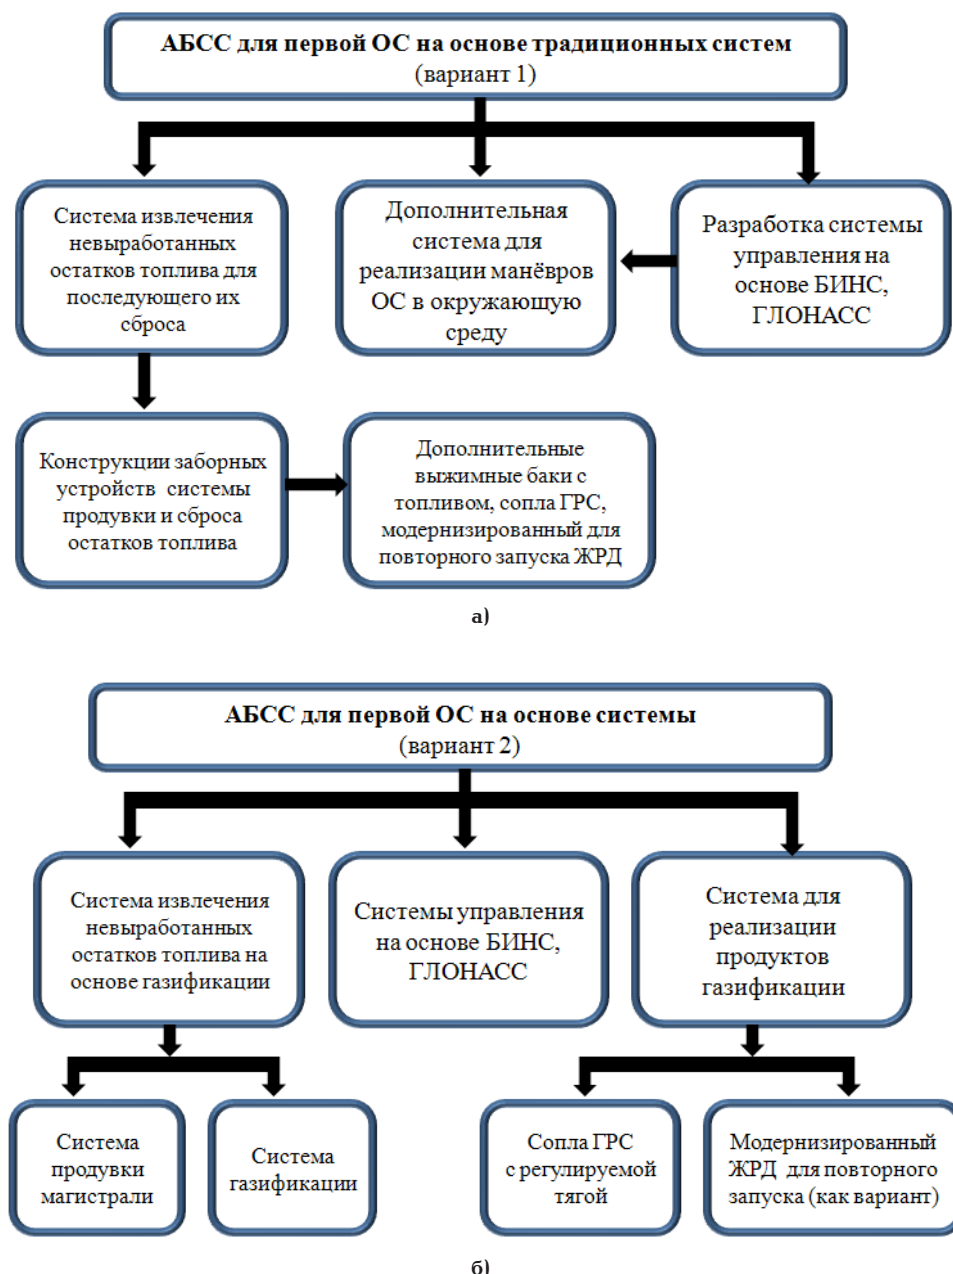 АБСС для первой ОС на основе традиционных систем
(вариант 1)
Система извлечения
невыработанных
остатков топлива для
последующего их
сброса
Дополнительная
система для
реализации манёвров
ОС в окружающую
среду
Разработка системы
управления на
основе БИНС,
ГЛОНАСС
Конструкции заборных
устройств системы
продувки и сброса
остатков топлива
Дополнительные
выжимные баки с
топливом, сопла ГРС,
модернизированный для
повторного запуска ЖРД
а)
АБСС для первой ОС на основе системы
(вариант 2)
Система извлечения
невыработанных
остатков топлива на
основе газификации
Системы управления
на основе БИНС,
ГЛОНАСС
Система для
реализации
продуктов
газификации
Система
продувки
магистрали
Система
газификации
Сопла ГРС
с регулируемой
тягой
Модернизированный
ЖРД для повторного
запуска (как вариант)
б)